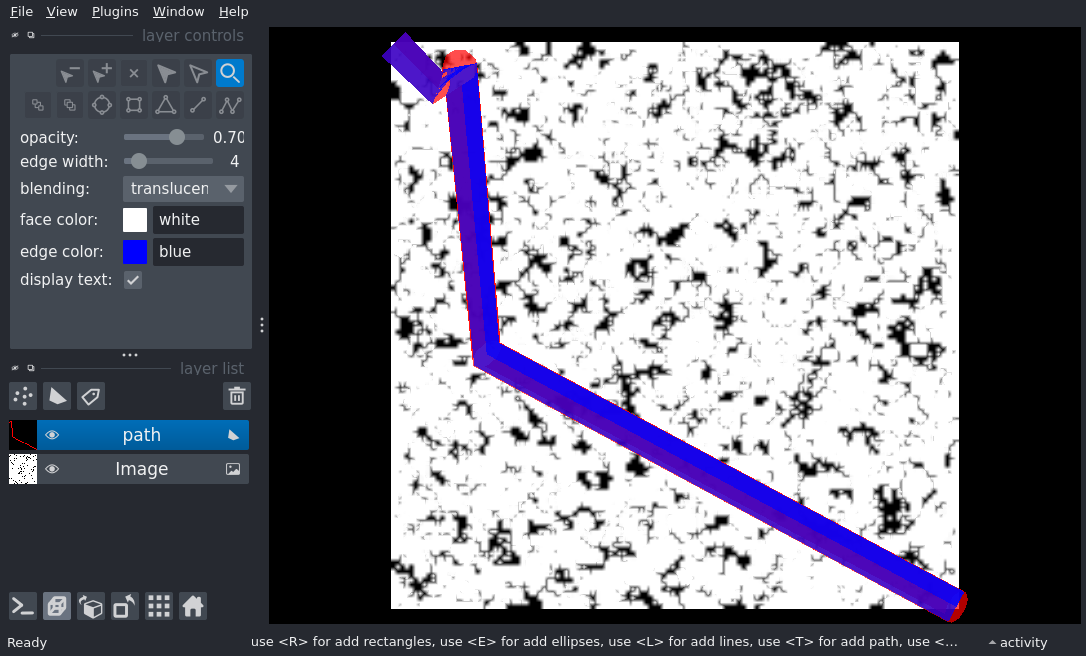 File View Plugins Window Help
layer controls
opacity: 0.70
edge width: 4
blending: translucen
face color: white
edge color: blue
display text:
layer list
path
Image
Ready use <R> for add rectangles, use <E> for add ellipses, use <L> for add lines, use <T> for add path, use <... activity